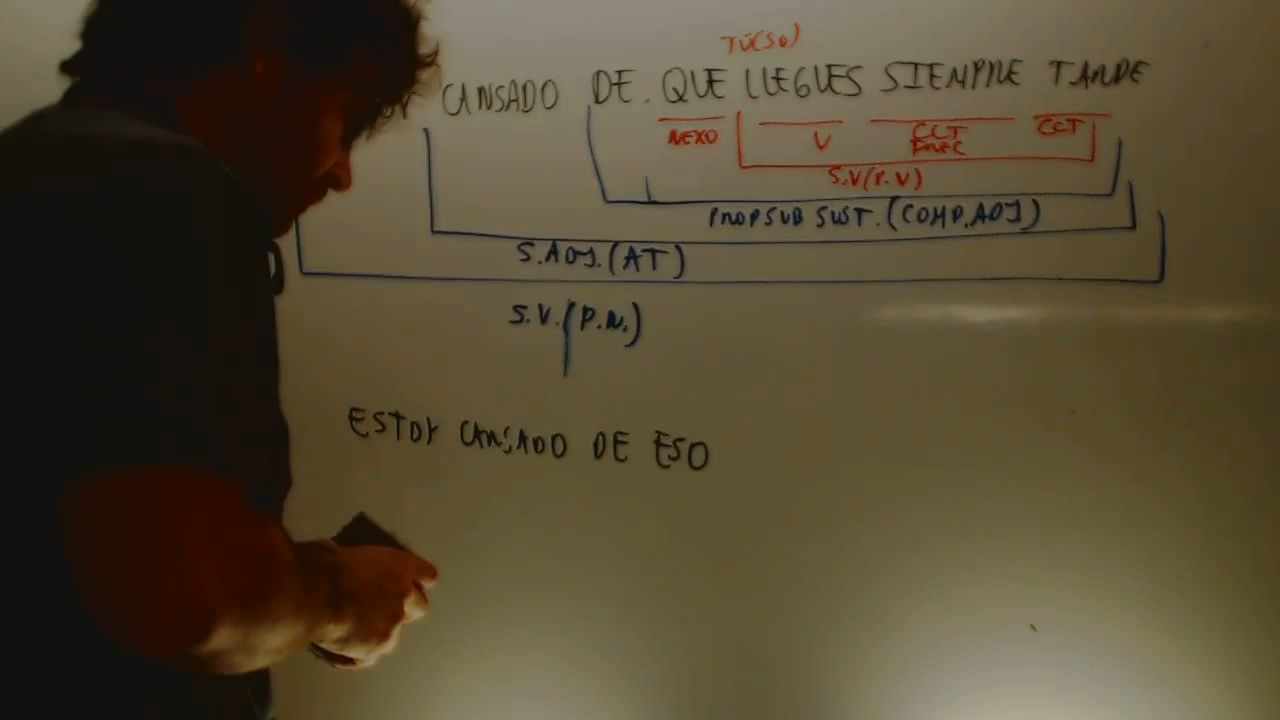 TÚ(SO)
CANSADO DE QUE LLEGUES SIEMPRE TARDE
NEXO V CCT CCT
FREC
S.V(P.V)
PROP SUB SUST. (COMP. ADJ)
S.ADJ. (AT)
S.V. (P.N.)
ESTOY CANSADO DE ESO